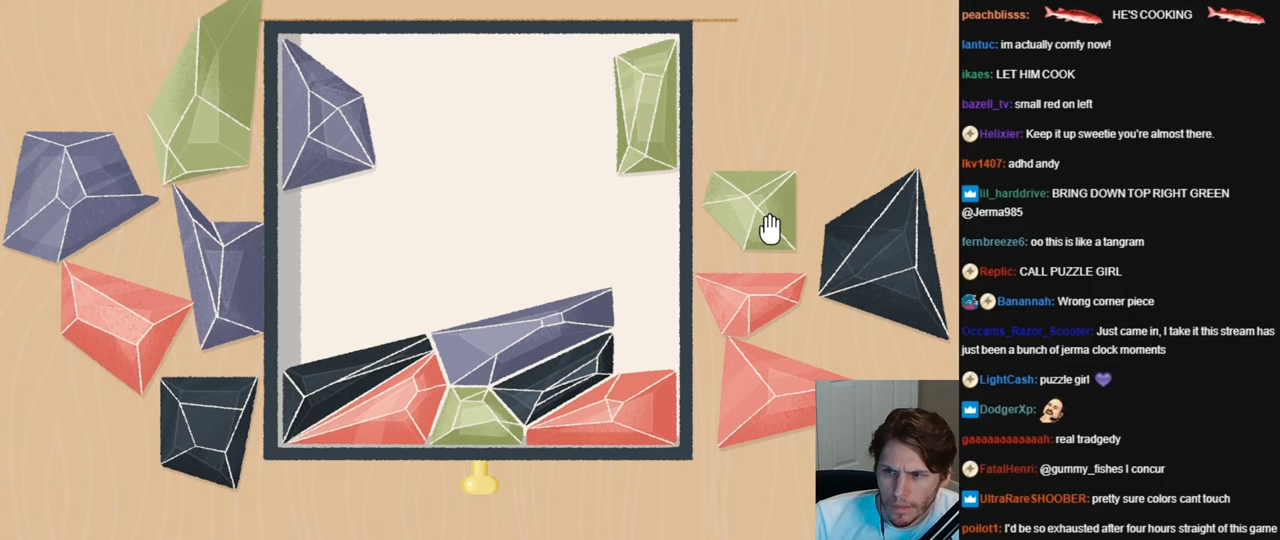 peachblisss: HE'S COOKING
lantuc: im actually comfy now!
ikaes: LET HIM COOK
bazell_tv: small red on left
Helixier: Keep it up sweetie you're almost there.
lkv1407: adhd andy
lil_harddrive: BRING DOWN TOP RIGHT GREEN
@Jerma985
fernbreeze6: oo this is like a tangram
Replic: CALL PUZZLE GIRL
Banannah: Wrong corner piece
Occams_Razor_Scooter: Just came in, I take it this stream has
just been a bunch of jerma clock moments
LightCash: puzzle girl
DodgerXp:
gaaaaaaaaaaah: real tradgedy
FatalHenri: @gummy_fishes I concur
UltraRareSHOOBER: pretty sure colors cant touch
poilot1: I'd be so exhausted after four hours straight of this game